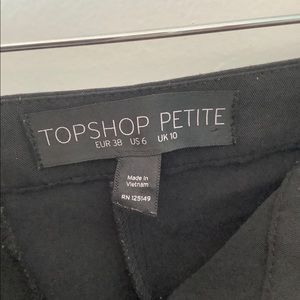 TOPSHOP PETITE
EUR 38 US 6 UK 10
Made in
Vietnam
RN 125149